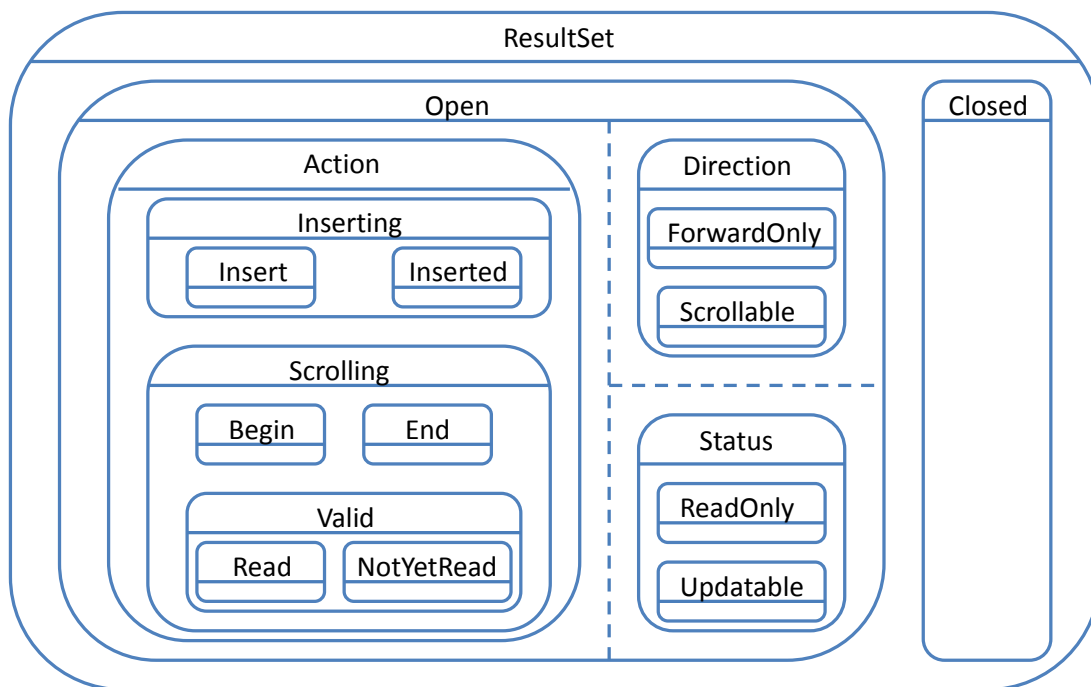 ResultSet
Open
Closed
Action
Direction
Inserting
ForwardOnly
Insert
Inserted
Scrollable
Scrolling
Begin
End
Status
Valid
ReadOnly
Read
NotYetRead
Updatable